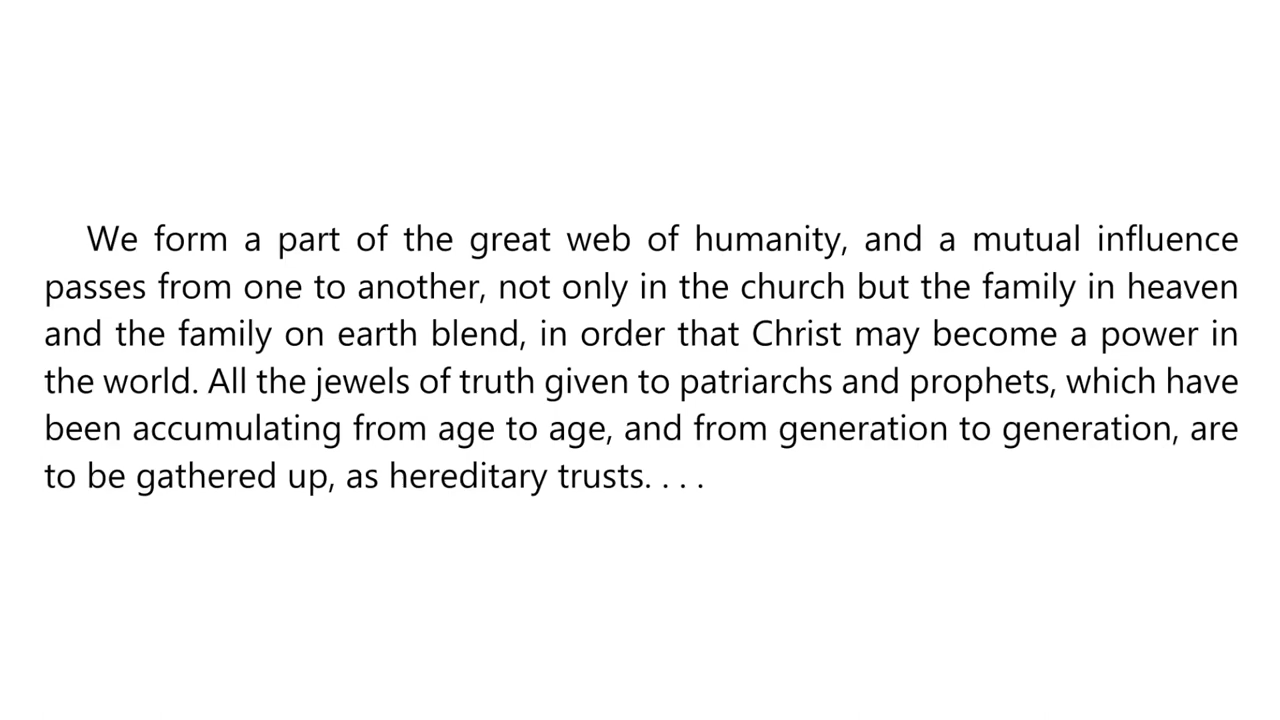 We form a part of the great web of humanity, and a mutual influence
passes from one to another, not only in the church but the family in heaven
and the family on earth blend, in order that Christ may become a power in
the world. All the jewels of truth given to patriarchs and prophets, which have
been accumulating from age to age, and from generation to generation, are
to be gathered up, as hereditary trusts. . . .